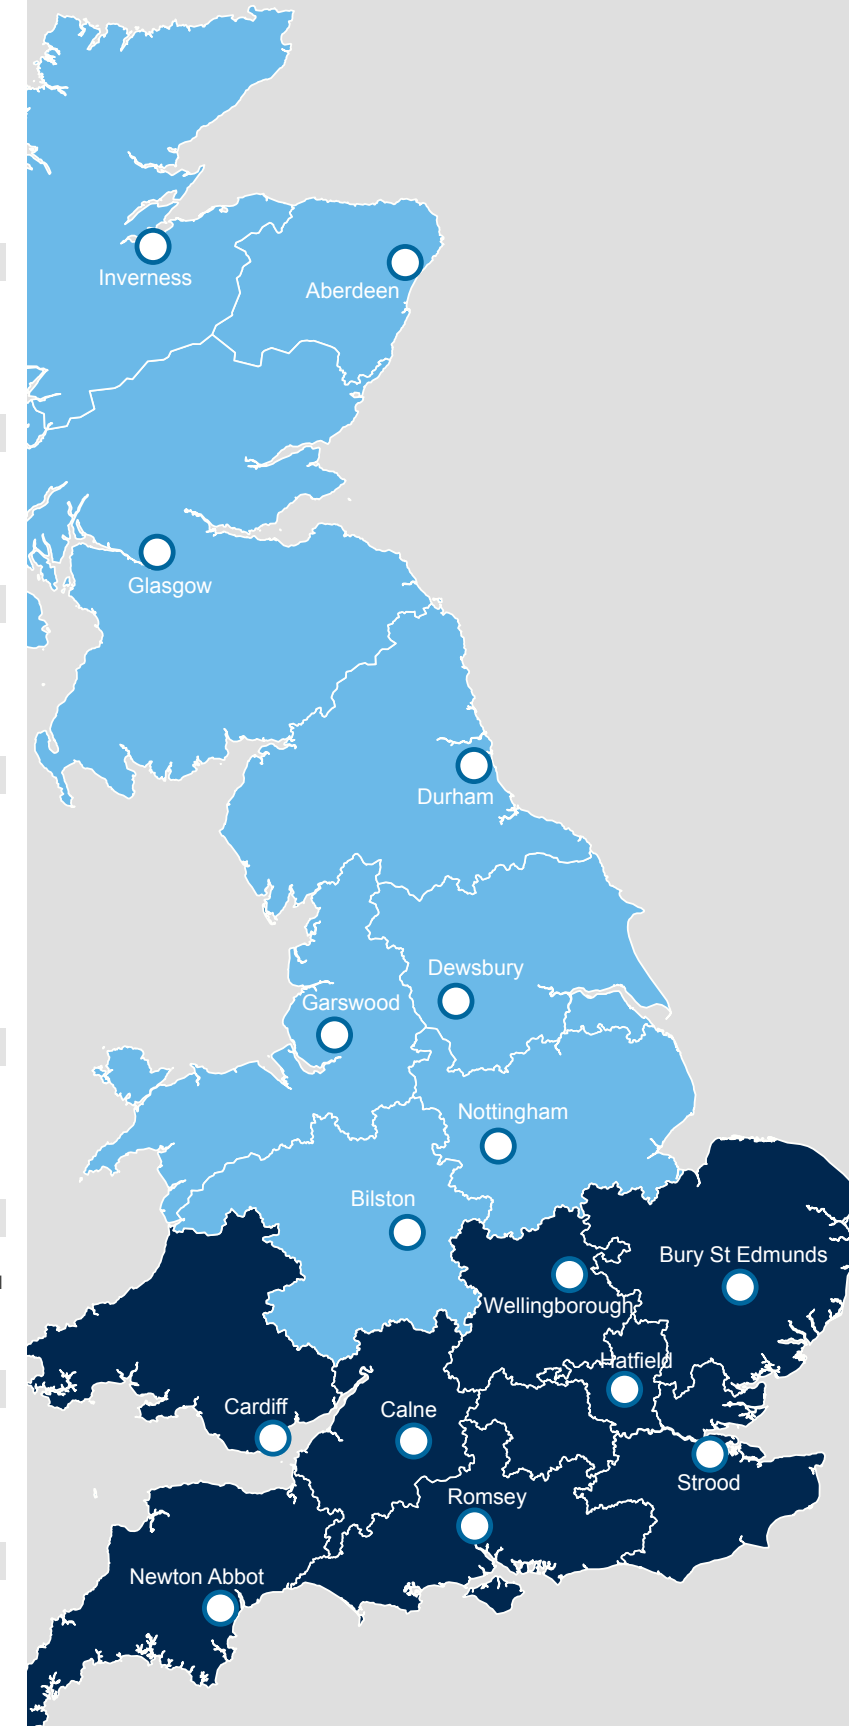 Inverness
Aberdeen
Glasgow
Durham
Dewsbury
Garswood
Nottingham
Bilston
Bury St Edmunds
Wellingborough
Hatfield
Cardiff
Calne
Strood
Romsey
Newton Abbot